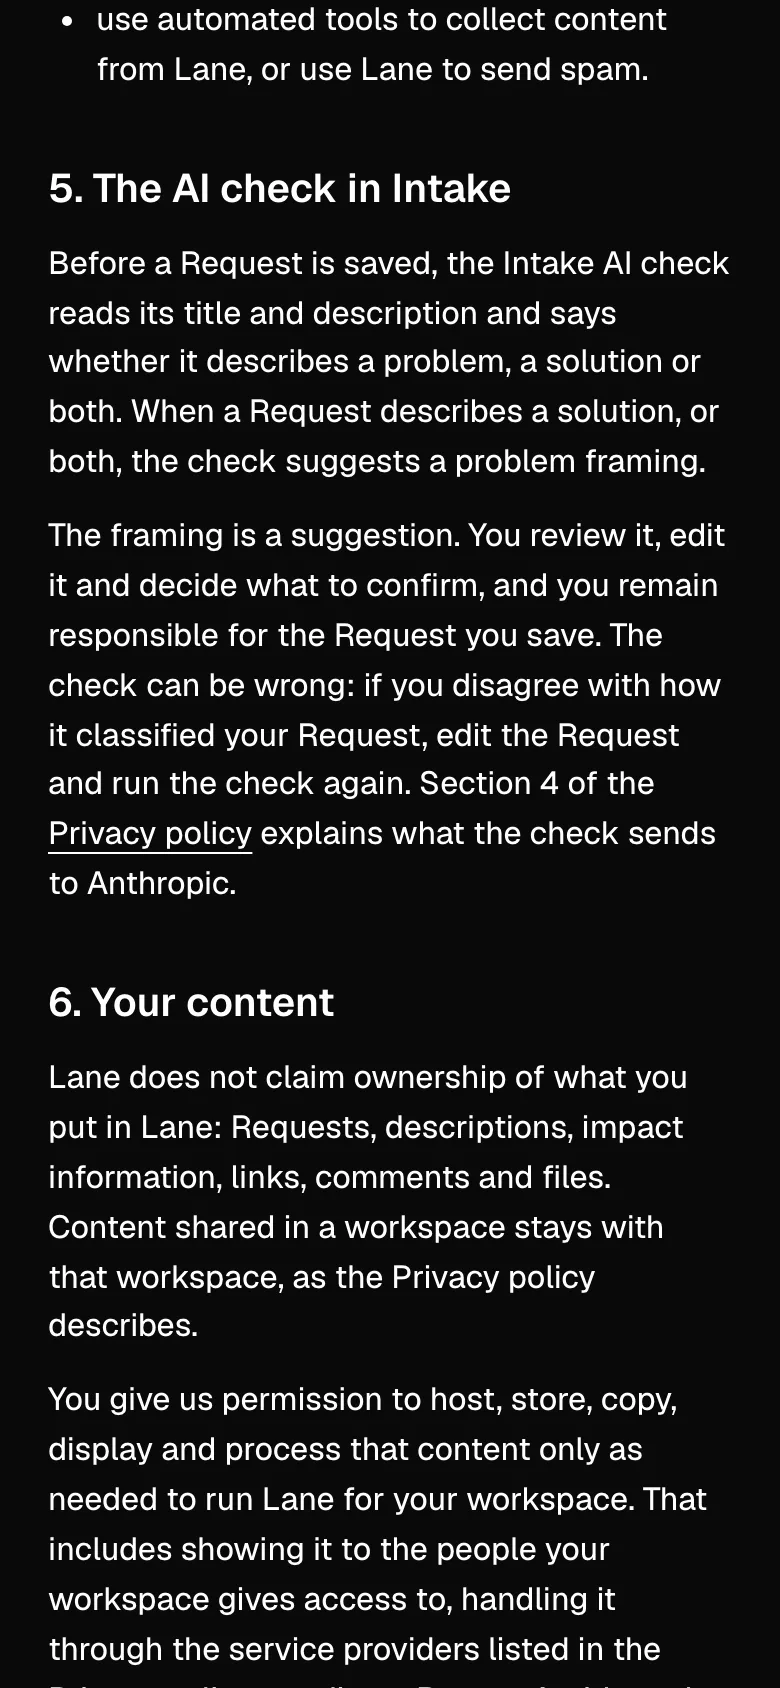 use automated tools to collect content
from Lane, or use Lane to send spam.
5. The AI check in Intake
Before a Request is saved, the Intake AI check
reads its title and description and says
whether it describes a problem, a solution or
both. When a Request describes a solution, or
both, the check suggests a problem framing.
The framing is a suggestion. You review it, edit
it and decide what to confirm, and you remain
responsible for the Request you save. The
check can be wrong: if you disagree with how
it classified your Request, edit the Request
and run the check again. Section 4 of the
Privacy policy explains what the check sends
to Anthropic.
6. Your content
Lane does not claim ownership of what you
put in Lane: Requests, descriptions, impact
information, links, comments and files.
Content shared in a workspace stays with
that workspace, as the Privacy policy
describes.
You give us permission to host, store, copy,
display and process that content only as
needed to run Lane for your workspace. That
includes showing it to the people your
workspace gives access to, handling it
through the service providers listed in the